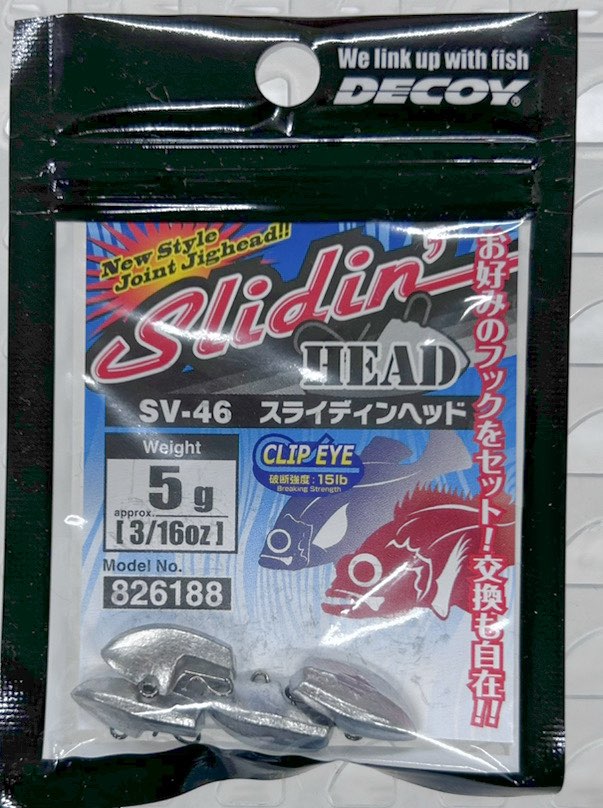 We link up with fish
DECOY®
New Style
Joint Jighead!!
Slidin'
HEAD
SV-46 スライディンヘッド
Weight
5g
approx.
[3/16oz]
Model No.
826188
CLIP EYE
破断強度:15lb
Breaking Strength
お好みのフックをセット!交換も自在!!